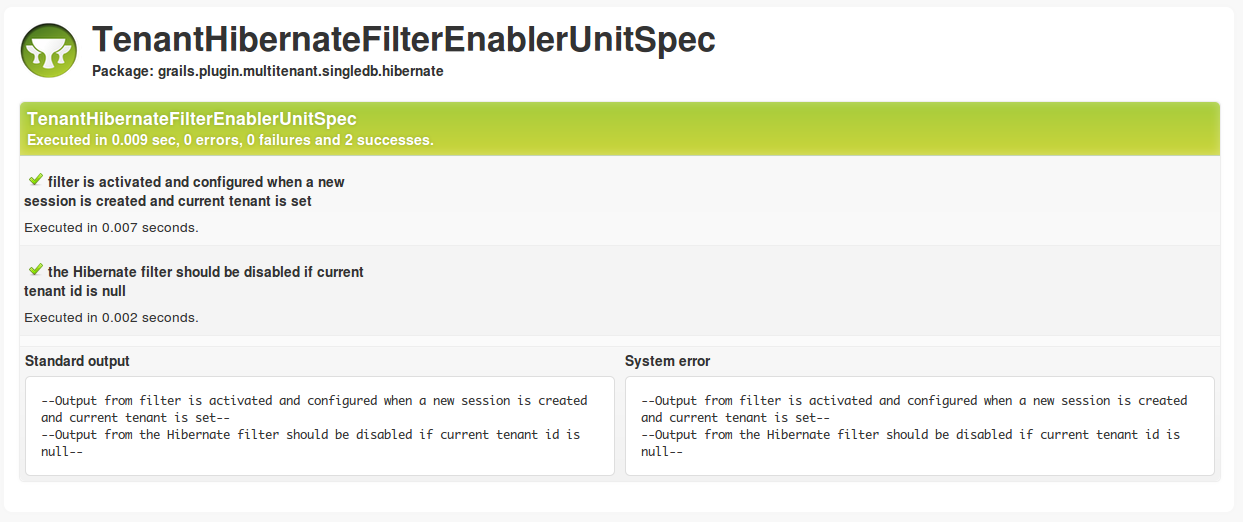 TenantHibernateFilterEnablerUnitSpec
Package: grails.plugin.multitenant.singledb.hibernate
TenantHibernateFilterEnablerUnitSpec
Executed in 0.009 sec, 0 errors, 0 failures and 2 successes.
filter is activated and configured when a new
session is created and current tenant is set
Executed in 0.007 seconds.
the Hibernate filter should be disabled if current
tenant id is null
Executed in 0.002 seconds.
Standard output
--Output from filter is activated and configured when a new session is created
and current tenant is set--
--Output from the Hibernate filter should be disabled if current tenant id is
null--
System error
--Output from filter is activated and configured when a new session is created
and current tenant is set--
--Output from the Hibernate filter should be disabled if current tenant id is
null--